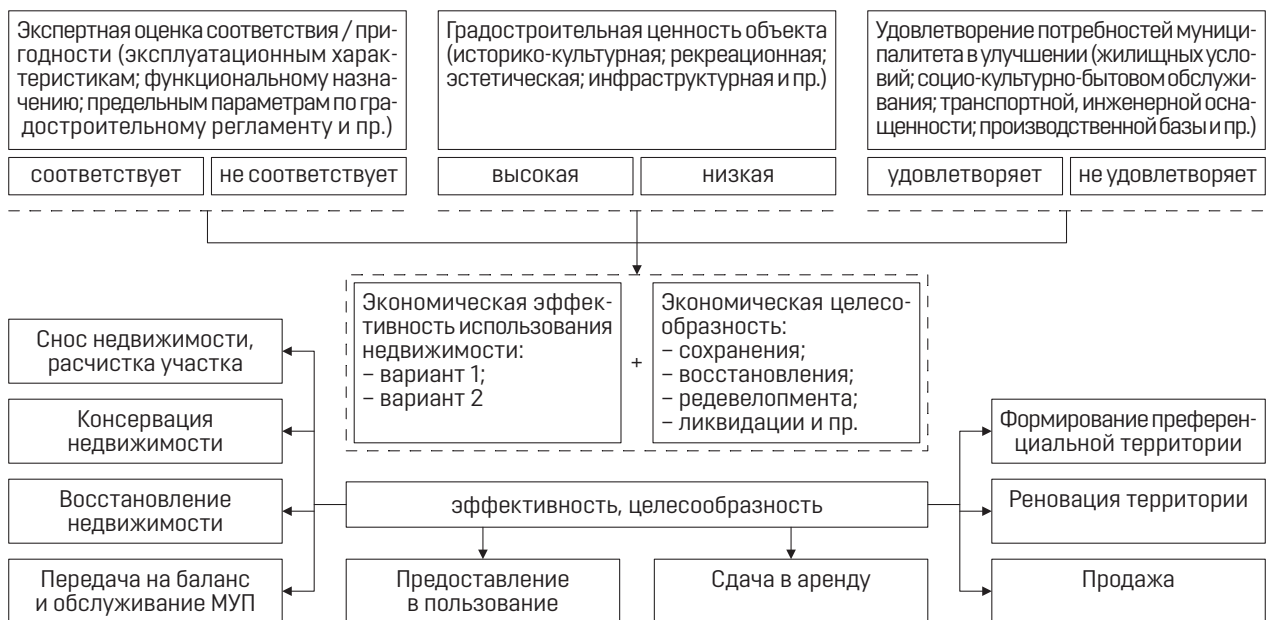 Экспертная оценка соответствия / при-
годности (эксплуатационным харак-
теристикам; функциональному назна-
чению; предельным параметрам по гра-
достроительному регламенту и пр.)
соответствует
не соответствует
Градостроительная ценность объекта
(историко-культурная; рекреационная;
эстетическая; инфраструктурная и пр.)
высокая
низкая
Удовлетворение потребностей муници-
палитета в улучшении (жилищных усло-
вий; социо-культурно-бытовом обслужи-
вания; транспортной, инженерной осна-
щенности; производственной базы и пр.)
удовлетворяет
не удовлетворяет
Экономическая эффек-
тивность использования
недвижимости:
– вариант 1;
– вариант 2
+
Экономическая целесо-
образность:
– сохранения;
– восстановления;
– редевелопмента;
– ликвидации и пр.
Снос недвижимости,
расчистка участка
Консервация
недвижимости
Восстановление
недвижимости
Передача на баланс
и обслуживание МУП
эффективность, целесообразность
Предоставление
в пользование
Сдача в аренду
Формирование преферен-
циальной территории
Реновация территории
Продажа